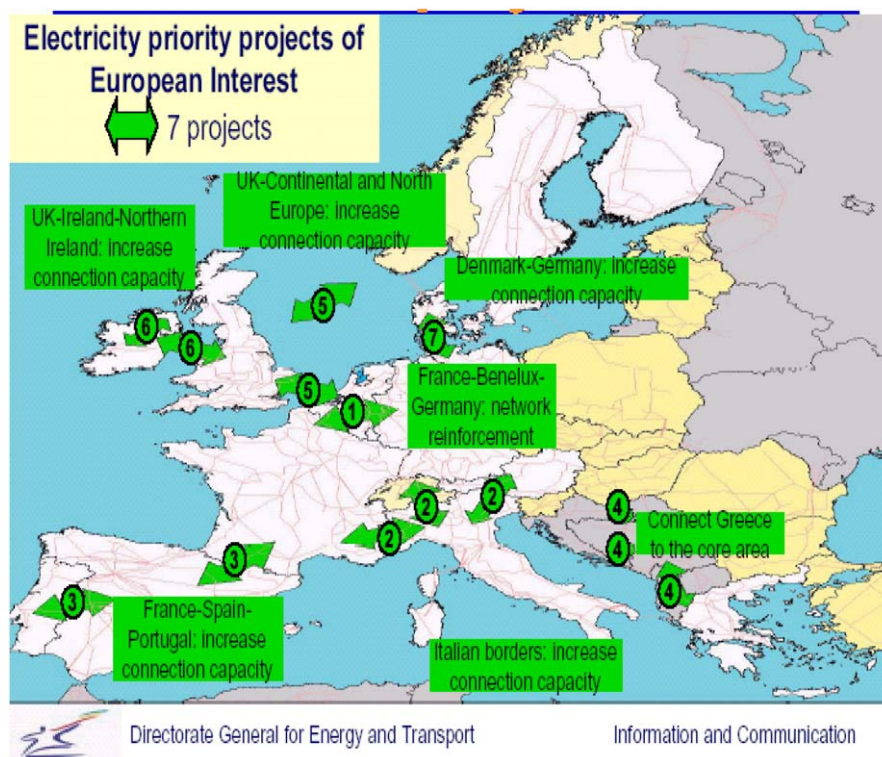 Electricity priority projects of
European Interest
7 projects
UK-Continental and North
Europe: increase
connection capacity
UK-Ireland-Northern
Ireland: increase
connection capacity
Denmark-Germany: increase
connection capacity
5
6
7
6
France-Benelux-
Germany: network
reinforcement
5
1
2
2
4
2
Connect Greece
to the core area
4
3
4
3
France-Spain-
Portugal: increase
connection capacity
Italian borders: increase
connection capacity
Directorate General for Energy and Transport
Information and Communication